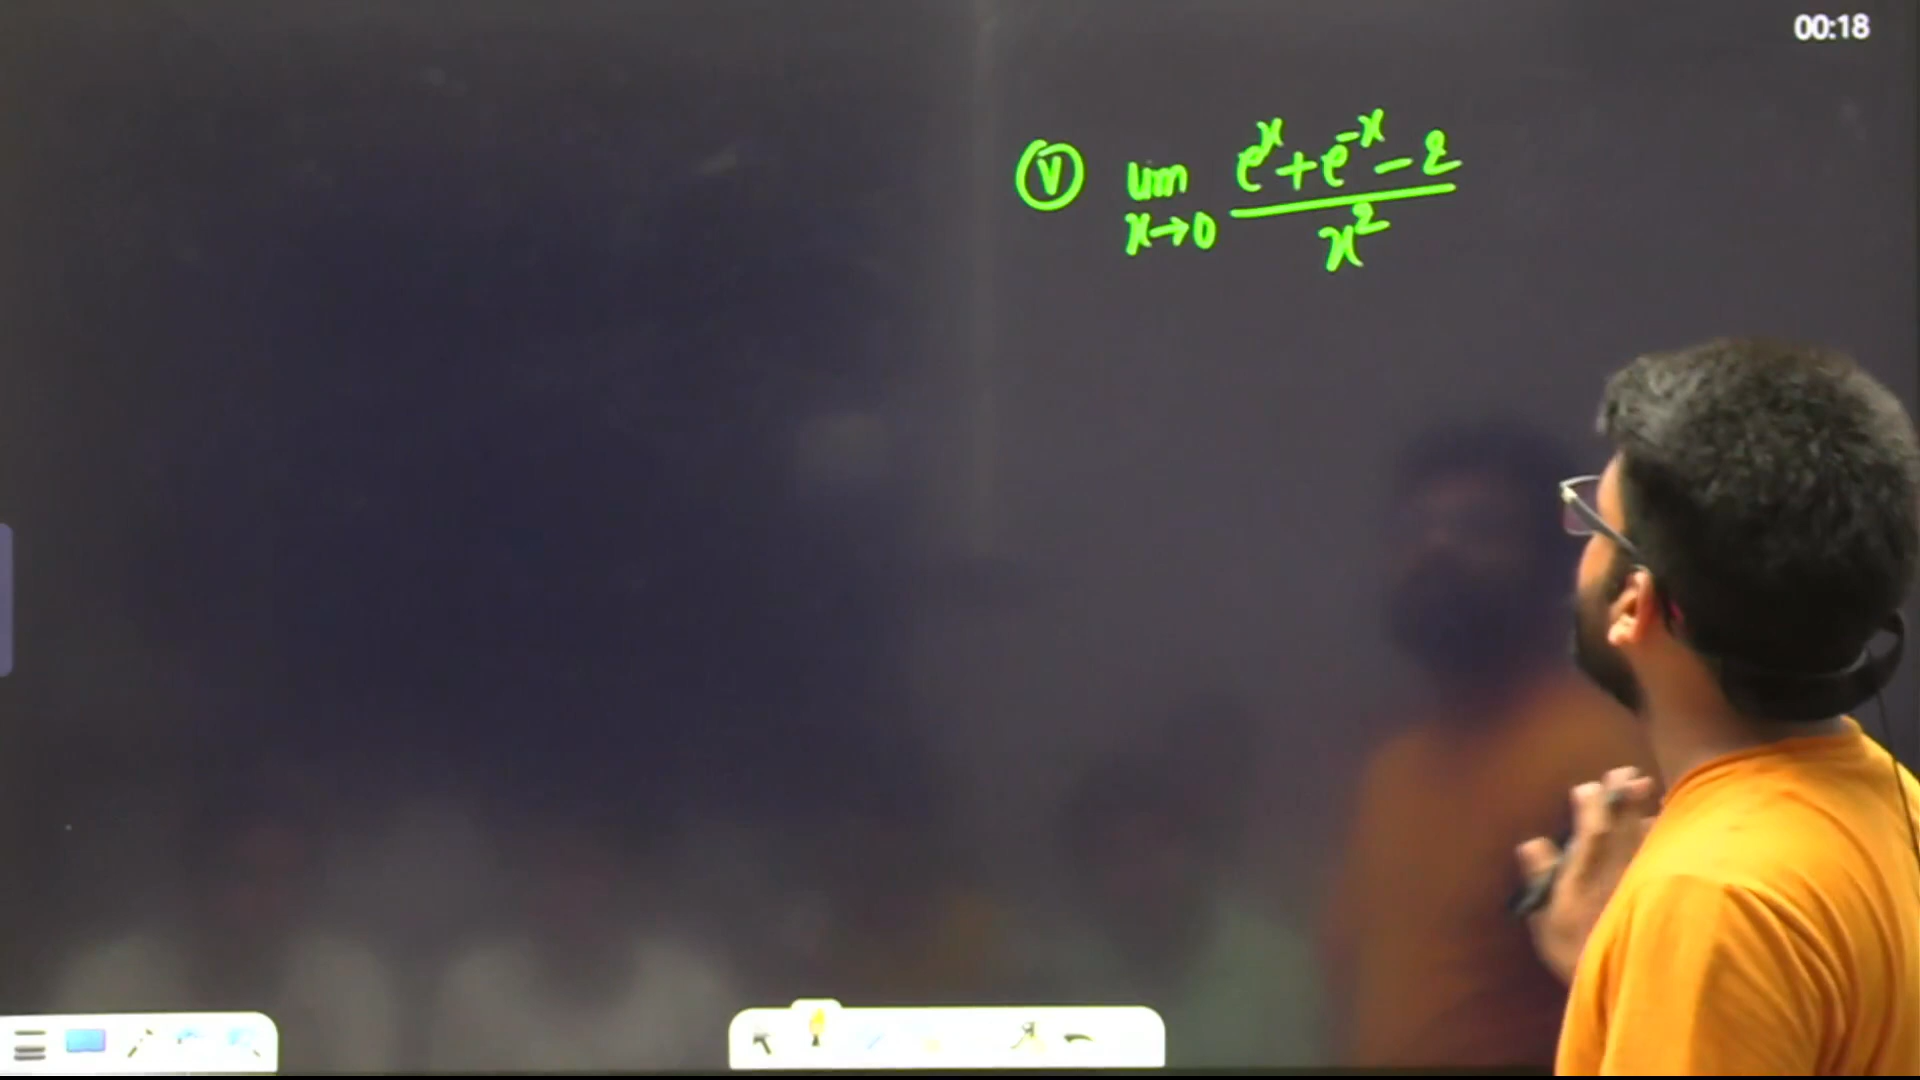 00:18
Ⓥ lim x→0 (e^x + e^-x - 2) / x^2